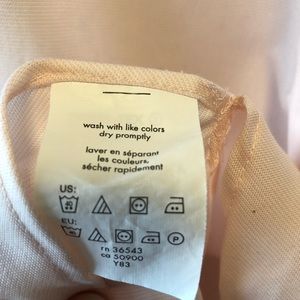 wash with like colors
dry promptly
laver en séparant
les couleurs,
sécher rapidement
US:
EU:
rn 36543
ca 50900
Y83